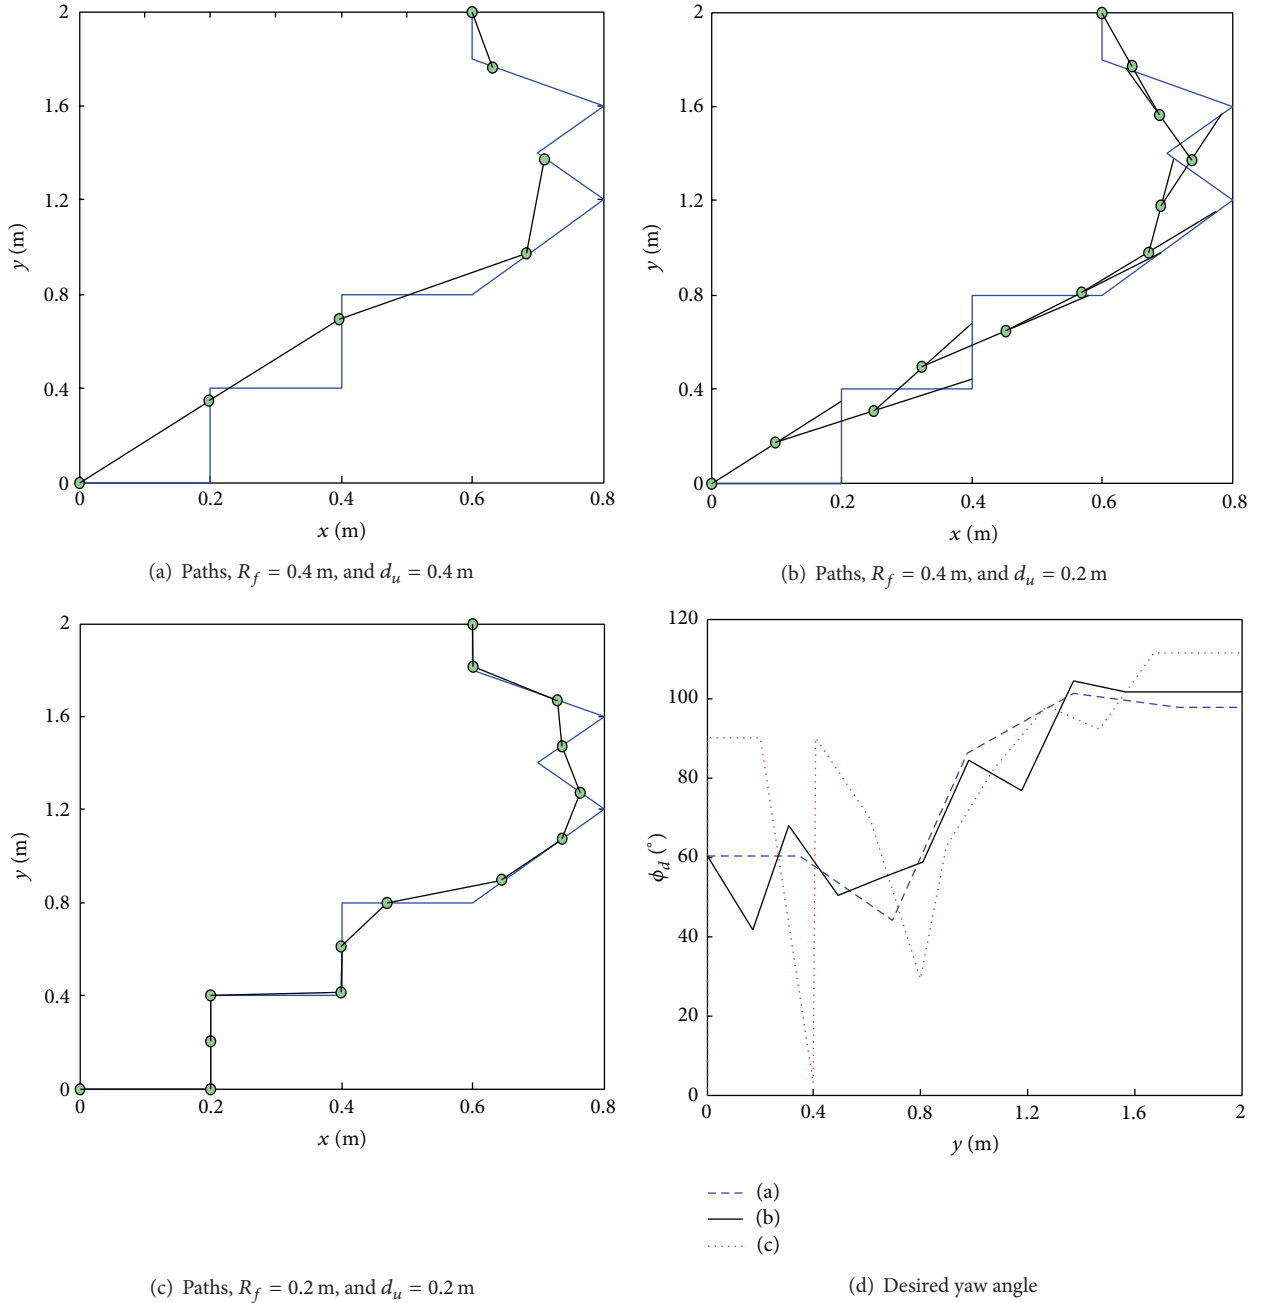 2
1.6
1.2
0.8
0.4
0
y (m)
0 0.2 0.4 0.6 0.8
x (m)
(a) Paths, R_f = 0.4 m, and d_u = 0.4 m
2
1.6
1.2
0.8
0.4
0
y (m)
0 0.2 0.4 0.6 0.8
x (m)
(b) Paths, R_f = 0.4 m, and d_u = 0.2 m
2
1.6
1.2
0.8
0.4
0
y (m)
0 0.2 0.4 0.6 0.8
x (m)
(c) Paths, R_f = 0.2 m, and d_u = 0.2 m
120
100
80
60
40
20
0
ϕ_d (°)
0 0.4 0.8 1.2 1.6 2
y (m)
(a)
(b)
(c)
(d) Desired yaw angle